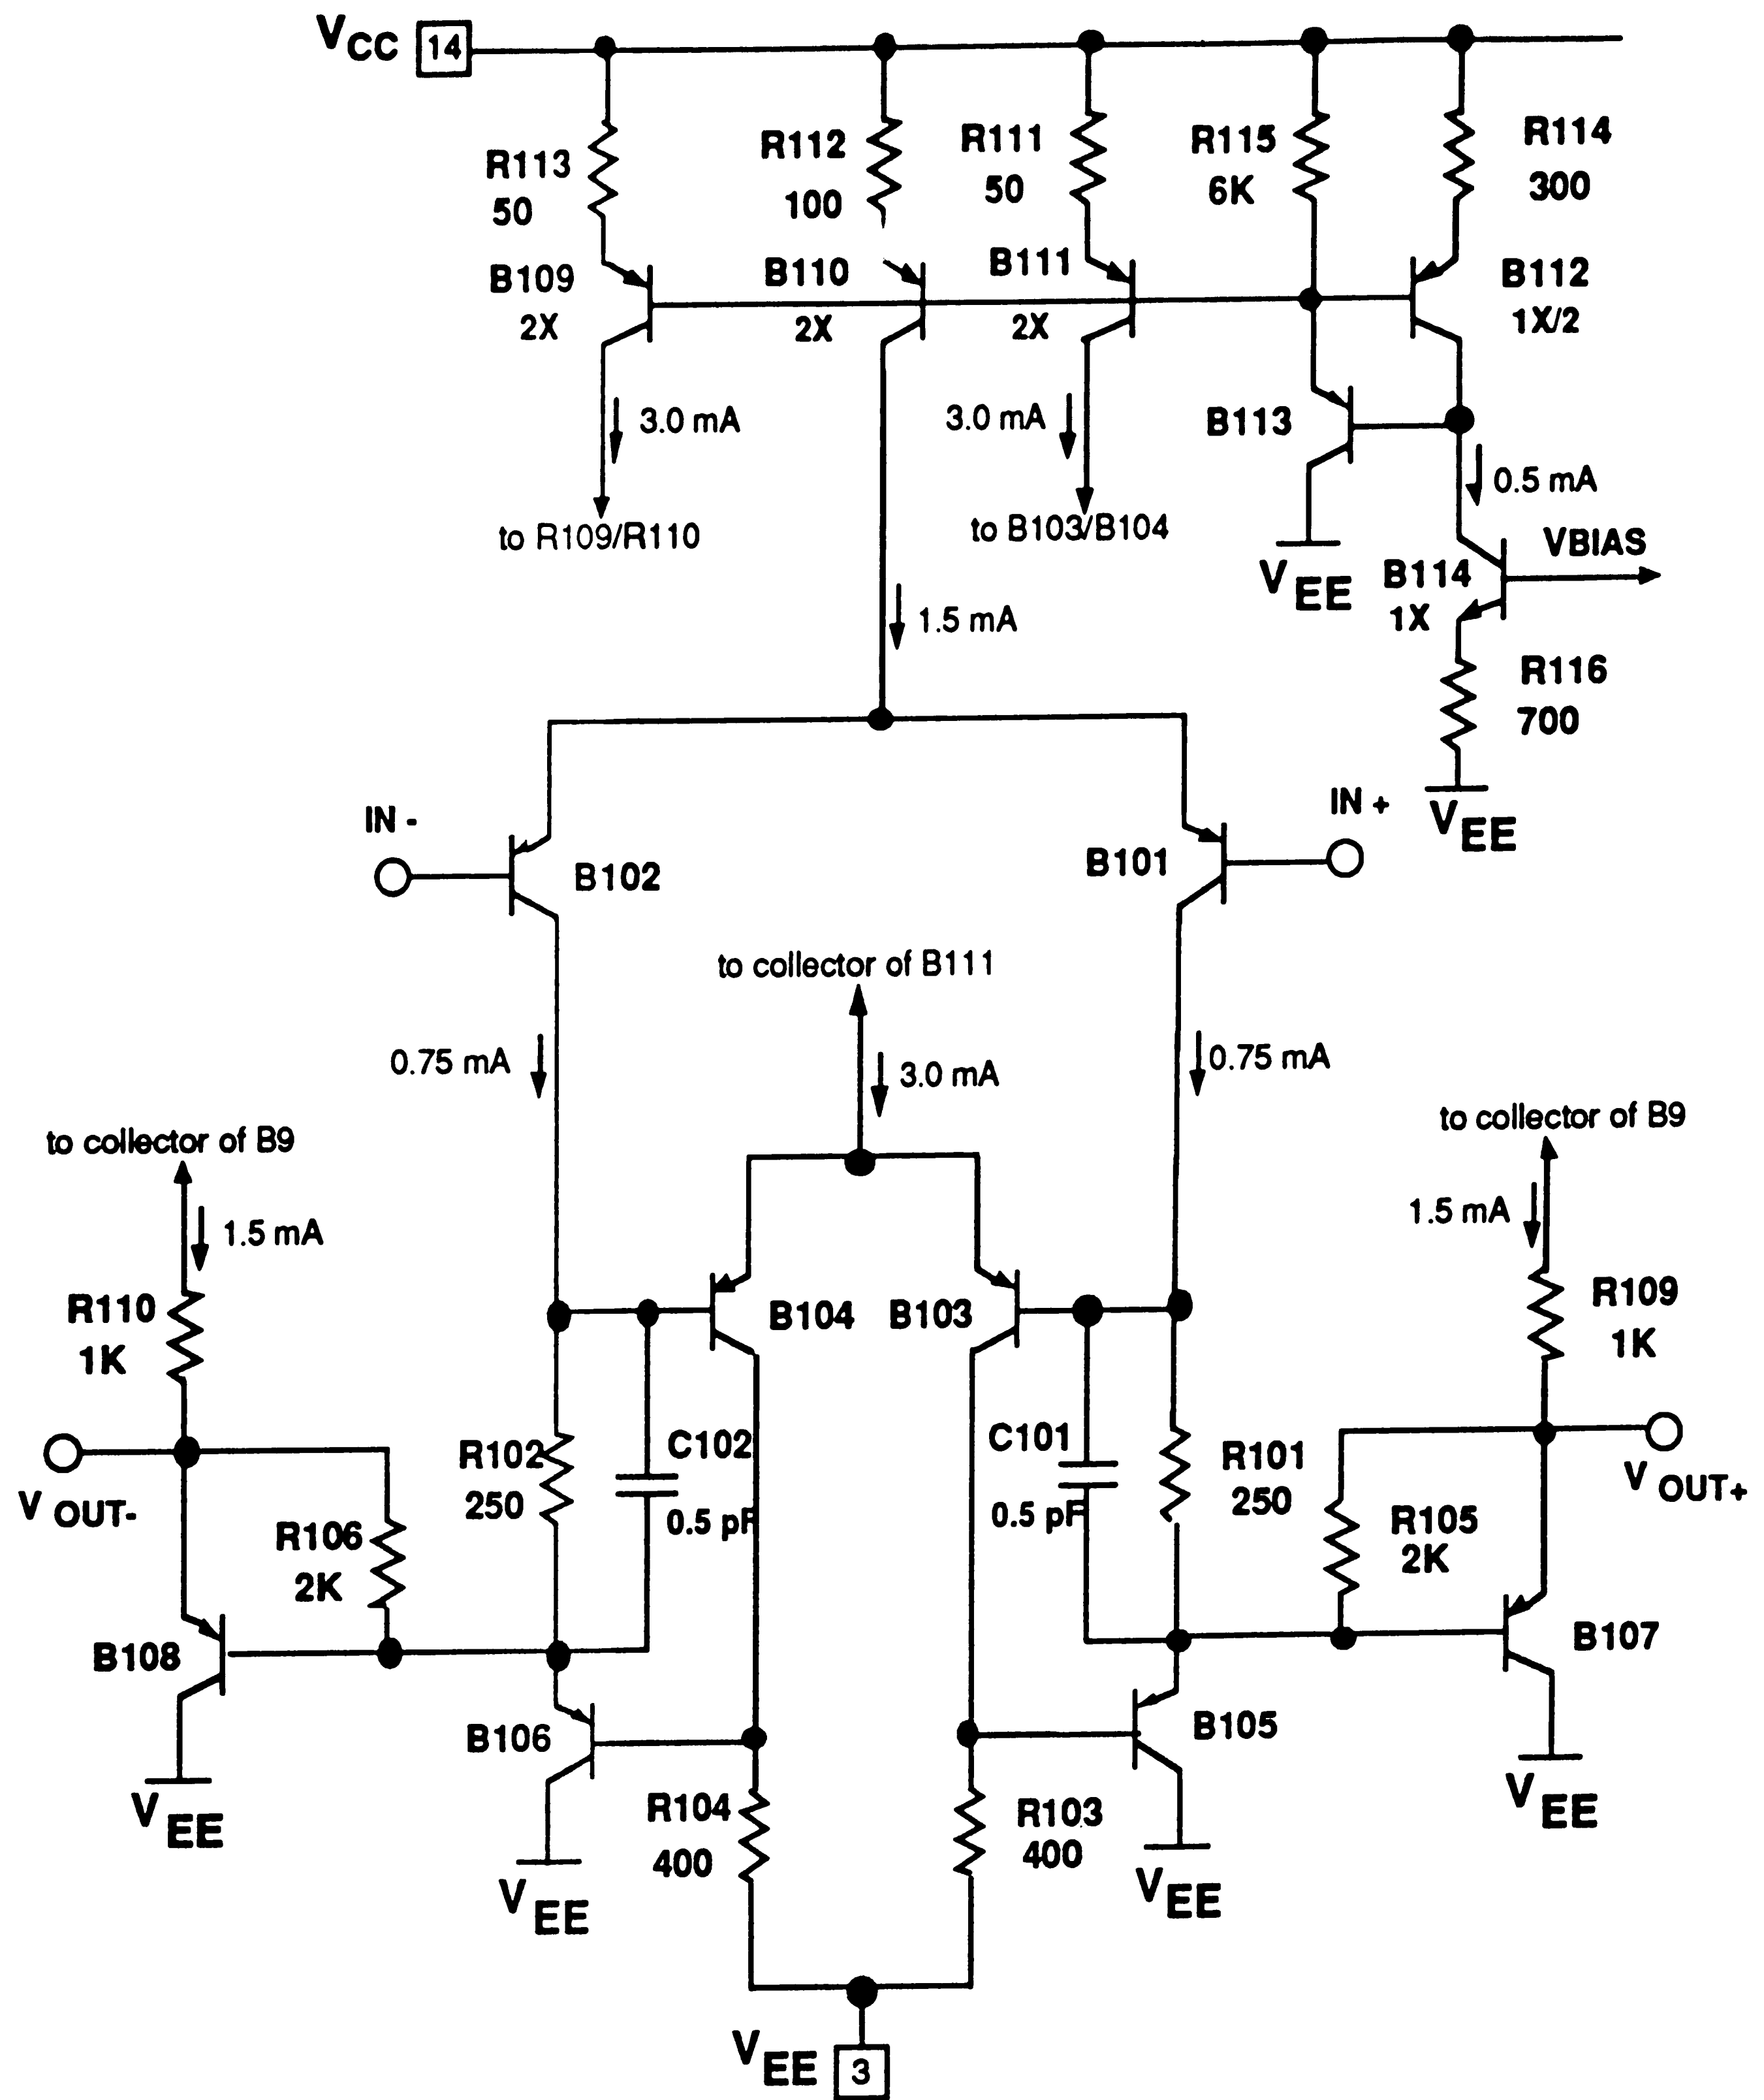 VCC 14
R113
50
R112
100
R111
50
R115
6K
R114
300
B109
2X
B110
2X
B111
2X
B112
1X/2
3.0 mA
3.0 mA
B113
0.5 mA
to R109/R110
to B103/B104
VEE
VBIAS
B114
1X
1.5 mA
R116
700
VEE
IN -
IN +
B102
B101
to collector of B111
0.75 mA
3.0 mA
0.75 mA
to collector of B9
to collector of B9
1.5 mA
1.5 mA
R110
1K
B104
B103
R109
1K
R102
250
C102
0.5 pF
C101
0.5 pF
R101
250
V OUT-
V OUT+
R106
2K
R105
2K
B108
B107
B106
B105
VEE
R104
400
R103
400
VEE
VEE
VEE
VEE 3